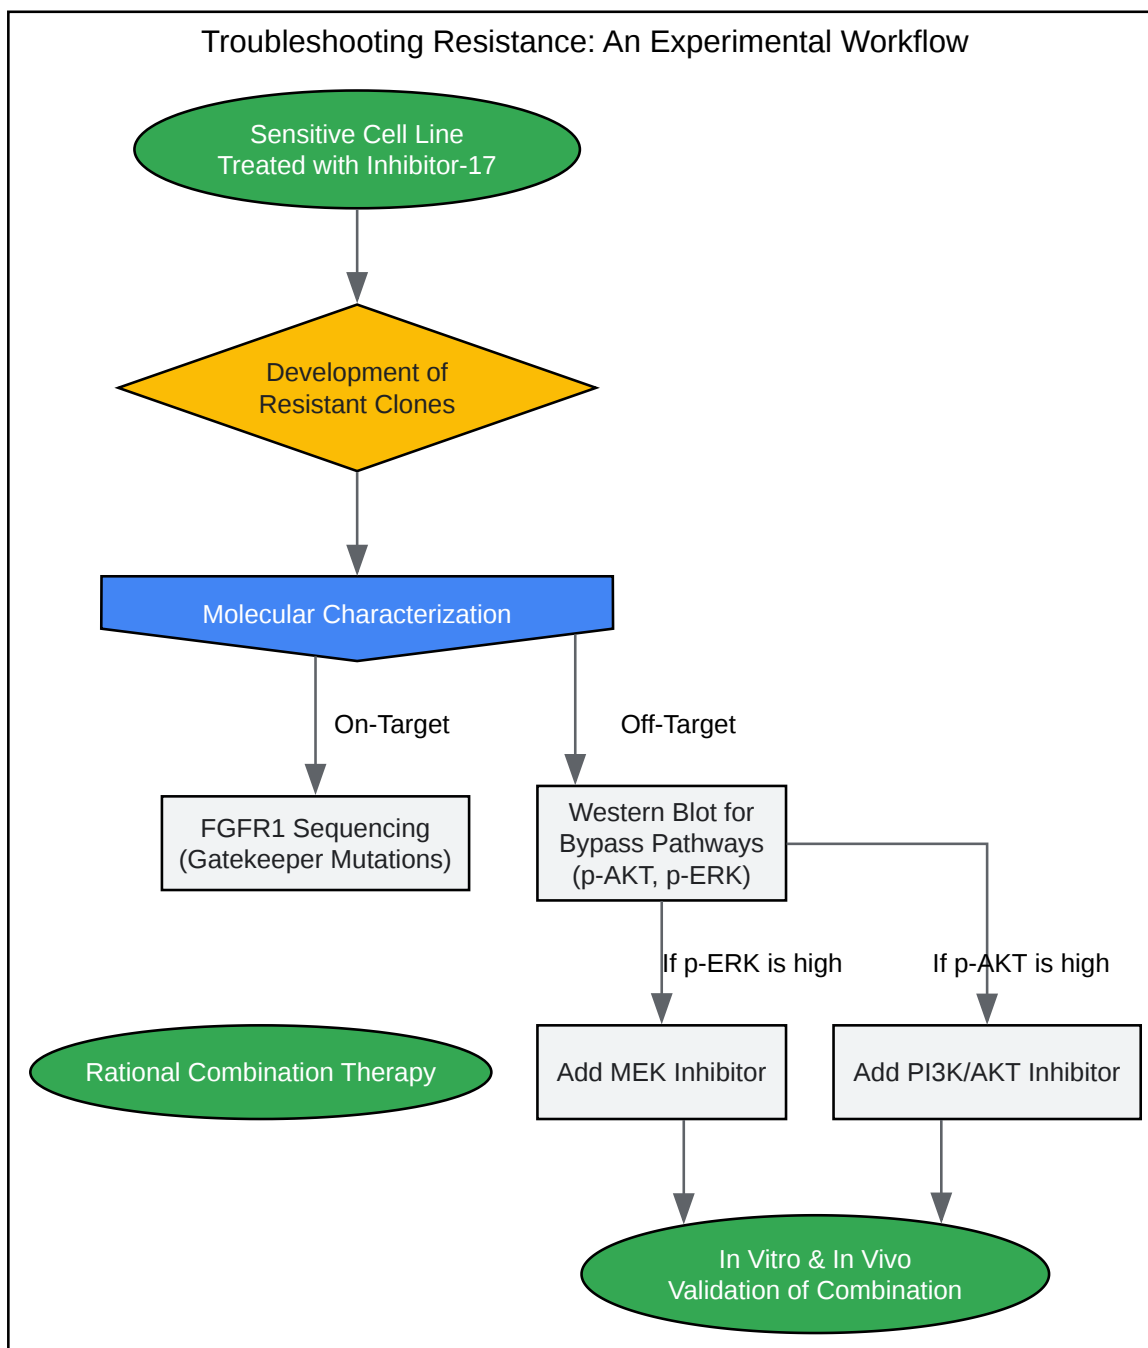 Troubleshooting Resistance: An Experimental Workflow
Sensitive Cell Line
Treated with Inhibitor-17
Development of
Resistant Clones
Molecular Characterization
On-Target
Off-Target
FGFR1 Sequencing
(Gatekeeper Mutations)
Western Blot for
Bypass Pathways
(p-AKT, p-ERK)
If p-ERK is high
If p-AKT is high
Rational Combination Therapy
Add MEK Inhibitor
Add PI3K/AKT Inhibitor
In Vitro & In Vivo
Validation of Combination